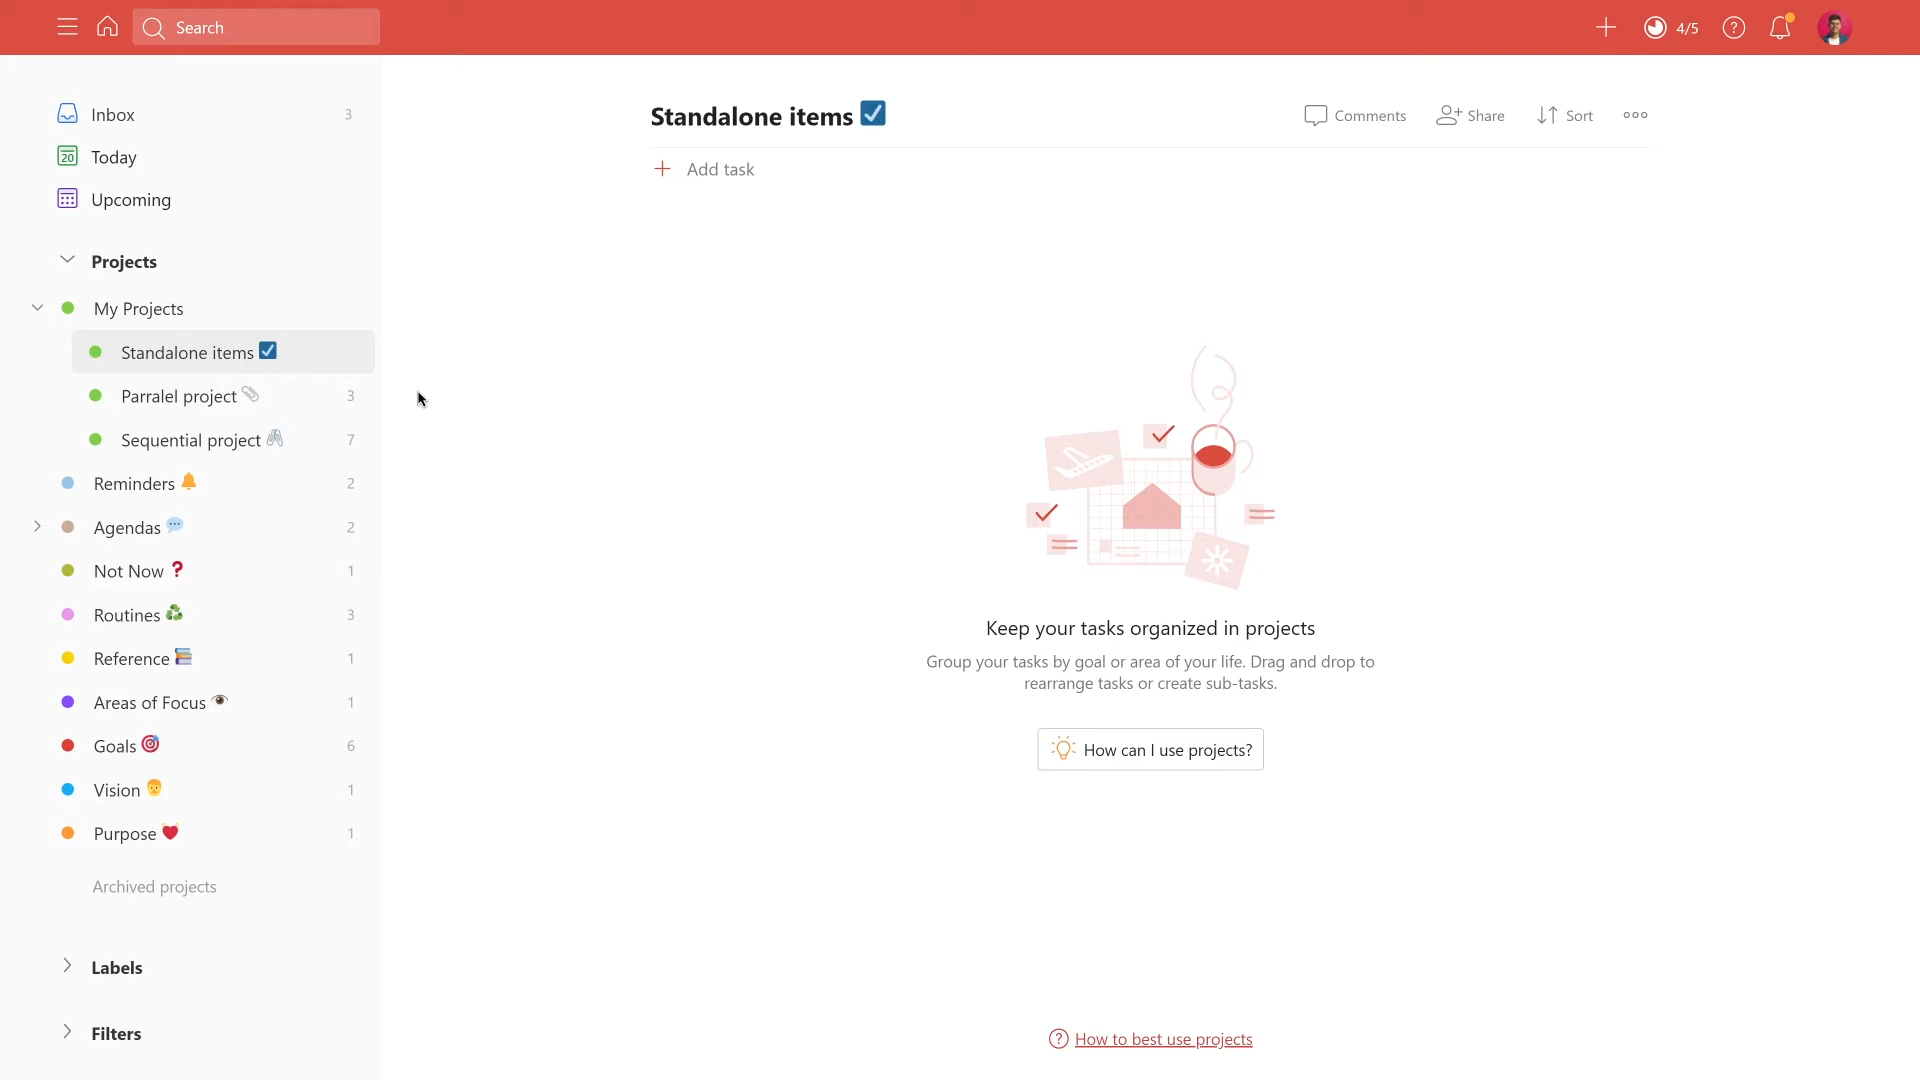 Search
4/5
Inbox 3
20 Today
Upcoming
Projects
My Projects
Standalone items
Parralel project 3
Sequential project 7
Reminders 2
Agendas 2
Not Now 1
Routines 3
Reference 1
Areas of Focus 1
Goals 6
Vision 1
Purpose 1
Archived projects
Labels
Filters
Standalone items
Comments Share Sort
Add task
Keep your tasks organized in projects
Group your tasks by goal or area of your life. Drag and drop to
rearrange tasks or create sub-tasks.
How can I use projects?
How to best use projects